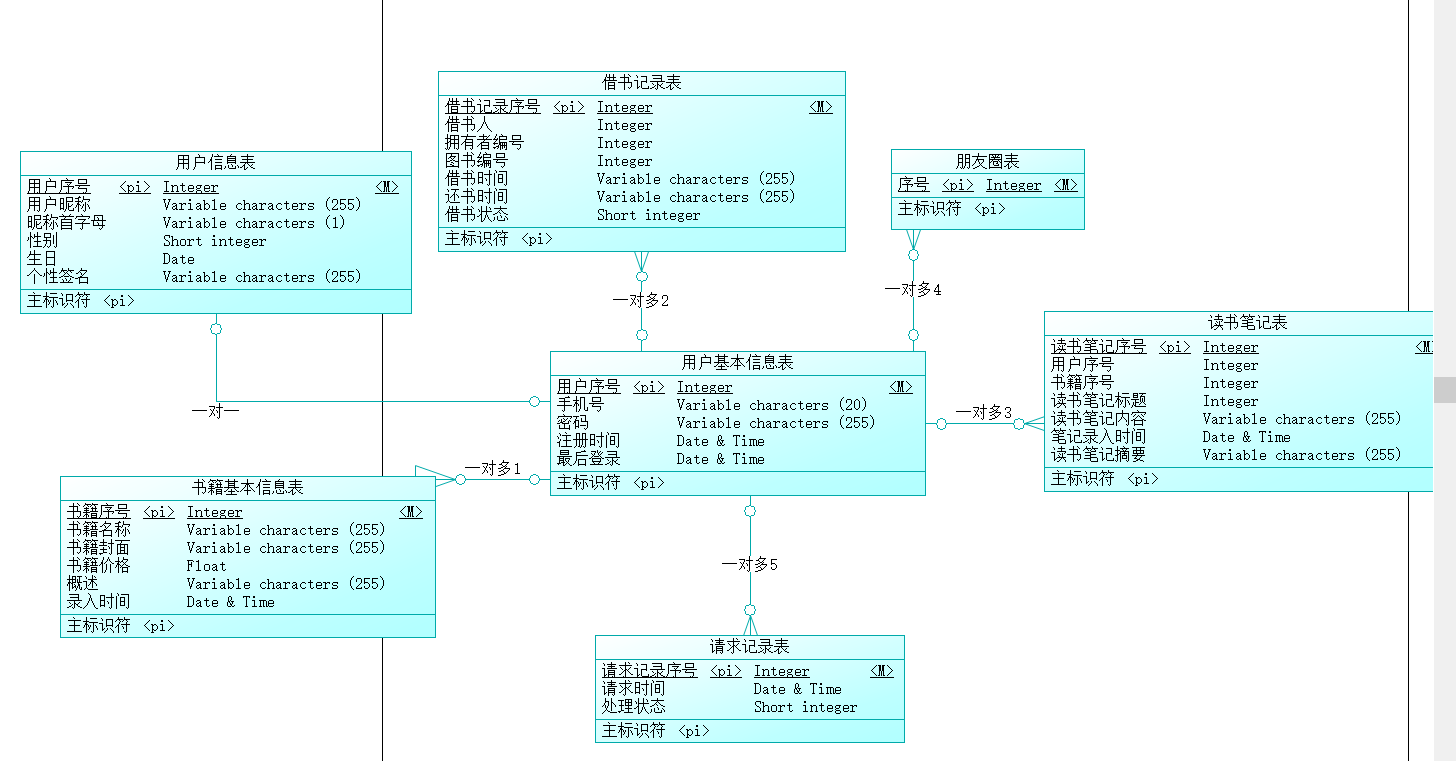 借书记录表
借书记录序号 <pi> Integer <M>
借书人 Integer
拥有者编号 Integer
图书编号 Integer
借书时间 Variable characters (255)
还书时间 Variable characters (255)
借书状态 Short integer
主标识符 <pi>
用户信息表
用户序号 <pi> Integer <M>
用户昵称 Variable characters (255)
昵称首字母 Variable characters (1)
性别 Short integer
生日 Date
个性签名 Variable characters (255)
主标识符 <pi>
朋友圈表
序号 <pi> Integer <M>
主标识符 <pi>
一对多2
一对多4
读书笔记表
读书笔记序号 <pi> Integer <M
用户序号 Integer
书籍序号 Integer
读书笔记标题 Integer
读书笔记内容 Variable characters (255)
笔记录入时间 Date & Time
读书笔记摘要 Variable characters (255)
主标识符 <pi>
用户基本信息表
用户序号 <pi> Integer <M>
手机号 Variable characters (20)
密码 Variable characters (255)
注册时间 Date & Time
最后登录 Date & Time
主标识符 <pi>
一对一
一对多3
一对多1
书籍基本信息表
书籍序号 <pi> Integer <M>
书籍名称 Variable characters (255)
书籍封面 Variable characters (255)
书籍价格 Float
概述 Variable characters (255)
录入时间 Date & Time
主标识符 <pi>
一对多5
请求记录表
请求记录序号 <pi> Integer <M>
请求时间 Date & Time
处理状态 Short integer
主标识符 <pi>